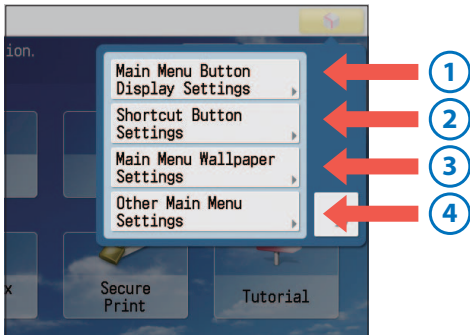 ion.
Main Menu Button
Display Settings
1
Shortcut Button
Settings
2
Main Menu Wallpaper
Settings
3
Other Main Menu
Settings
4
x
Secure
Print
Tutorial